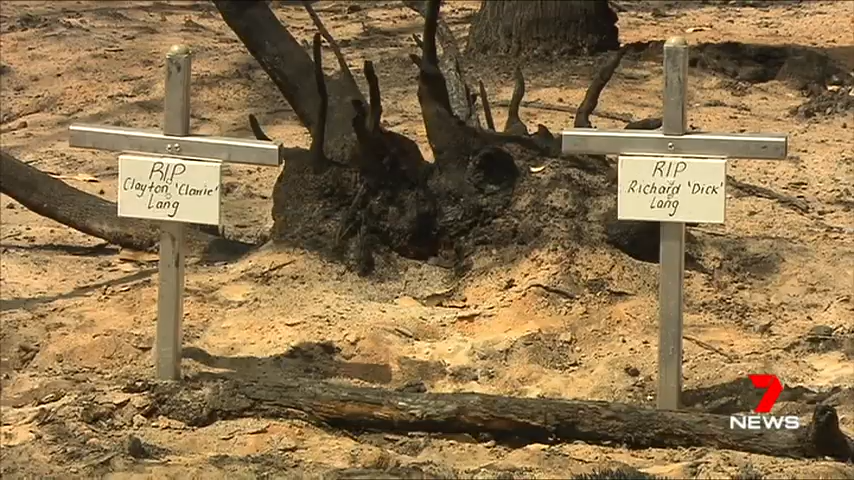 RIP
Clayton 'Clarrie'
Lang
RIP
Richard 'Dick'
Lang
7
NEWS